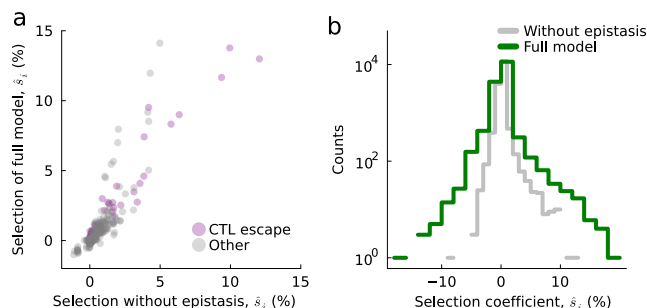 a
Selection of full model, ŝᵢ (%)
15
10
5
0
0
5
10
15
CTL escape
Other
Selection without epistasis, ŝᵢ (%)
b
Without epistasis
Full model
Counts
10⁴
10²
10⁰
−10
0
10
Selection coefficient, ŝᵢ (%)